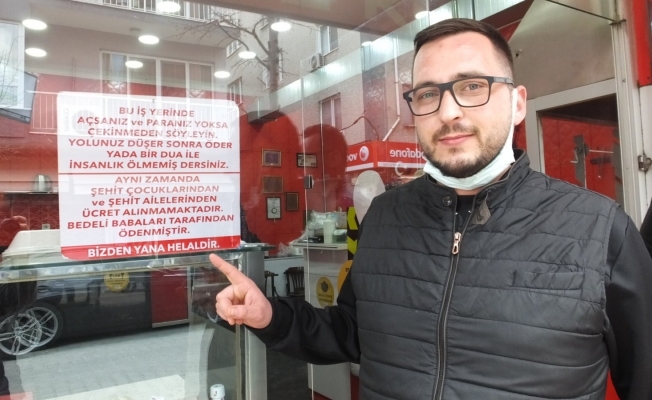 BU İŞ YERİNDE
AÇSANIZ ve PARANIZ YOKSA
ÇEKİNMEDEN SÖYLEYİN.
YOLUNUZ DÜŞER SONRA ÖDER
YADA BİR DUA İLE
İNSANLIK ÖLMEMİŞ DERSİNİZ.
AYNI ZAMANDA
ŞEHİT ÇOCUKLARINDAN
ve ŞEHİT AİLELERİNDEN
ÜCRET ALINMAMAKTADIR.
BEDELİ BABALARI TARAFINDAN
ÖDENMİŞTİR.
BİZDEN YANA HELALDİR.
vodafone